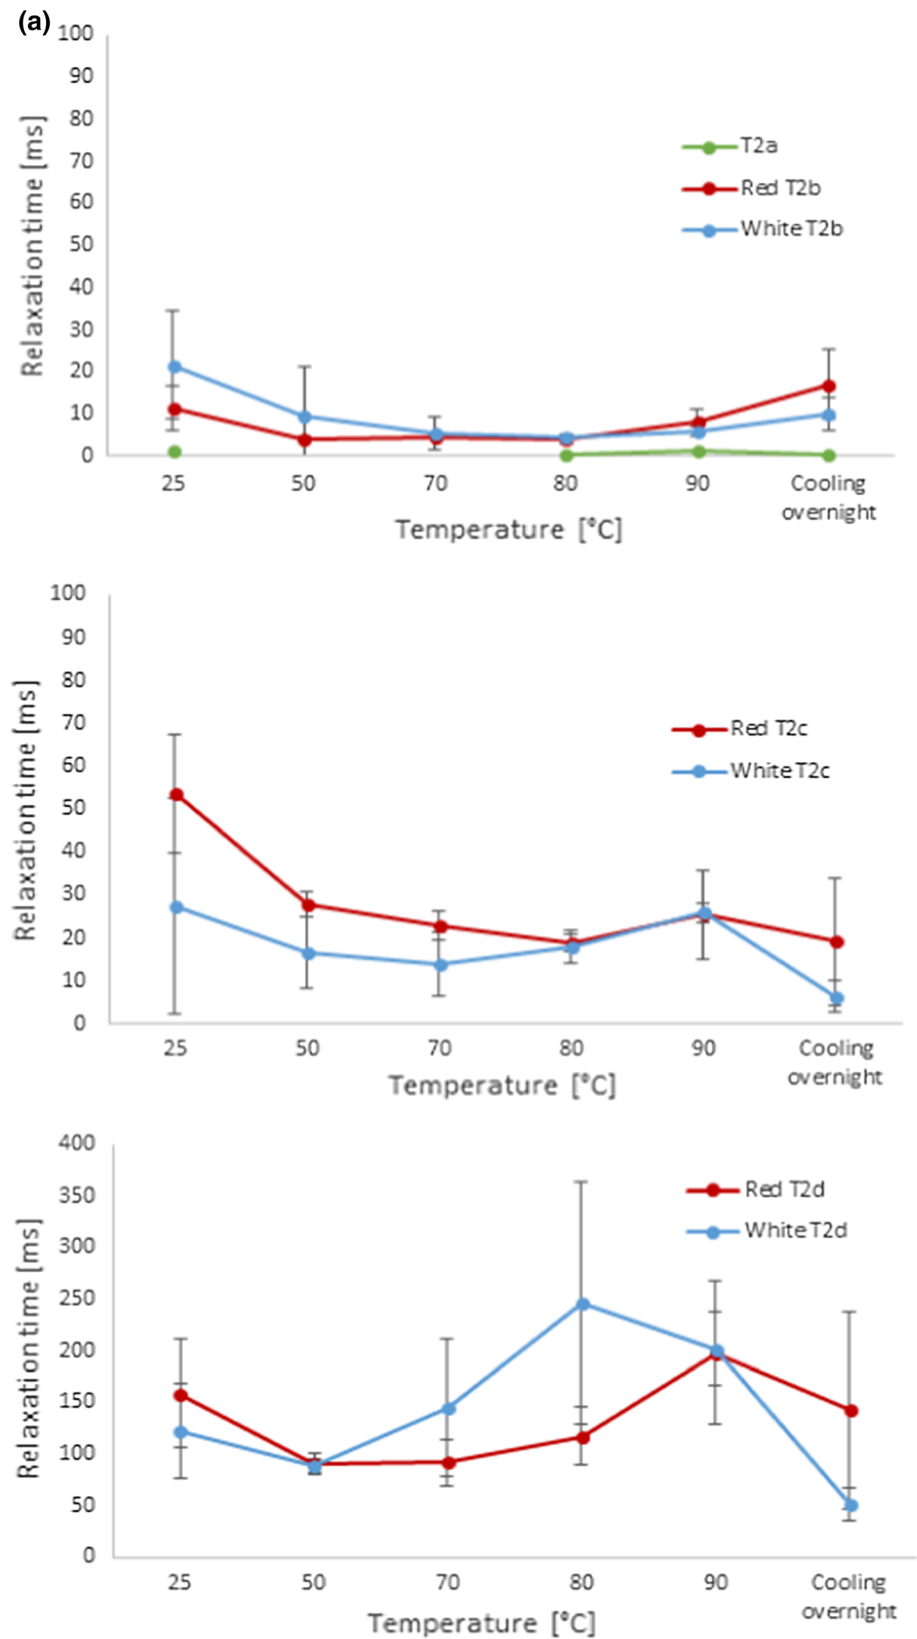 (a)
100
90
80
70
60
50
40
30
20
10
0
Relaxation time [ms]
T2a
Red T2b
White T2b
25 50 70 80 90 Cooling
overnight
Temperature [°C]
100
90
80
70
60
50
40
30
20
10
0
Relaxation time [ms]
Red T2c
White T2c
25 50 70 80 90 Cooling
overnight
Temperature [°C]
400
350
300
250
200
150
100
50
0
Relaxation time [ms]
Red T2d
White T2d
25 50 70 80 90 Cooling
overnight
Temperature [°C]